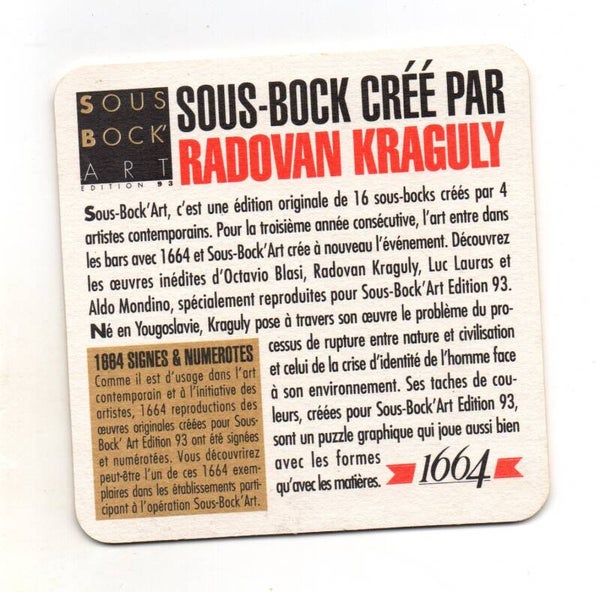 SOUS
BOCK'
ART
EDITION 93
SOUS-BOCK CRÉÉ PAR
RADOVAN KRAGULY
Sous-Bock'Art, c'est une édition originale de 16 sous-bocks créés par 4
artistes contemporains. Pour la troisième année consécutive, l'art entre dans
les bars avec 1664 et Sous-Bock'Art crée à nouveau l'événement. Découvrez
les œuvres inédites d'Octavio Blasi, Radovan Kraguly, Luc Lauras et
Aldo Mondino, spécialement reproduites pour Sous-Bock'Art Edition 93.
Né en Yougoslavie, Kraguly pose à travers son œuvre le problème du pro-
cessus de rupture entre nature et civilisation
et celui de la crise d'identité de l'homme face
à son environnement. Ses taches de cou-
leurs, créées pour Sous-Bock'Art Edition 93,
sont un puzzle graphique qui joue aussi bien
avec les formes
qu'avec les matières.
1664
1664 SIGNES & NUMEROTES
Comme il est d'usage dans l'art
contemporain et à l'initiative des
artistes, 1664 reproductions des
œuvres originales créées pour Sous-
Bock' Art Edition 93 ont été signées
et numérotées. Vous découvrirez
peut-être l'un de ces 1664 exem-
plaires dans les établissements parti-
cipant à l'opération Sous-Bock'Art.